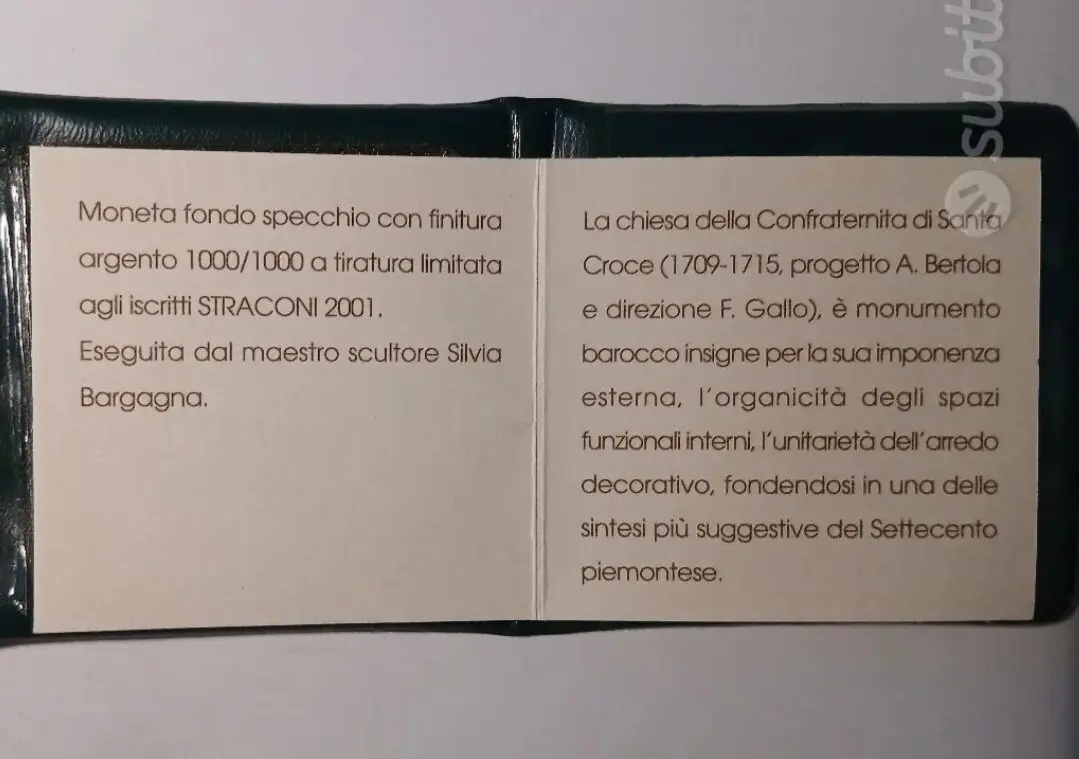 Moneta fondo specchio con finitura
argento 1000/1000 a tiratura limitata
agli iscritti STRACONI 2001.
Eseguita dal maestro scultore Silvia
Bargagna.
La chiesa della Confraternita di Santa
Croce (1709-1715, progetto A. Bertola
e direzione F. Gallo), è monumento
barocco insigne per la sua imponenza
esterna, l'organicità degli spazi
funzionali interni, l'unitarietà dell'arredo
decorativo, fondendosi in una delle
sintesi più suggestive del Settecento
piemontese.
subit